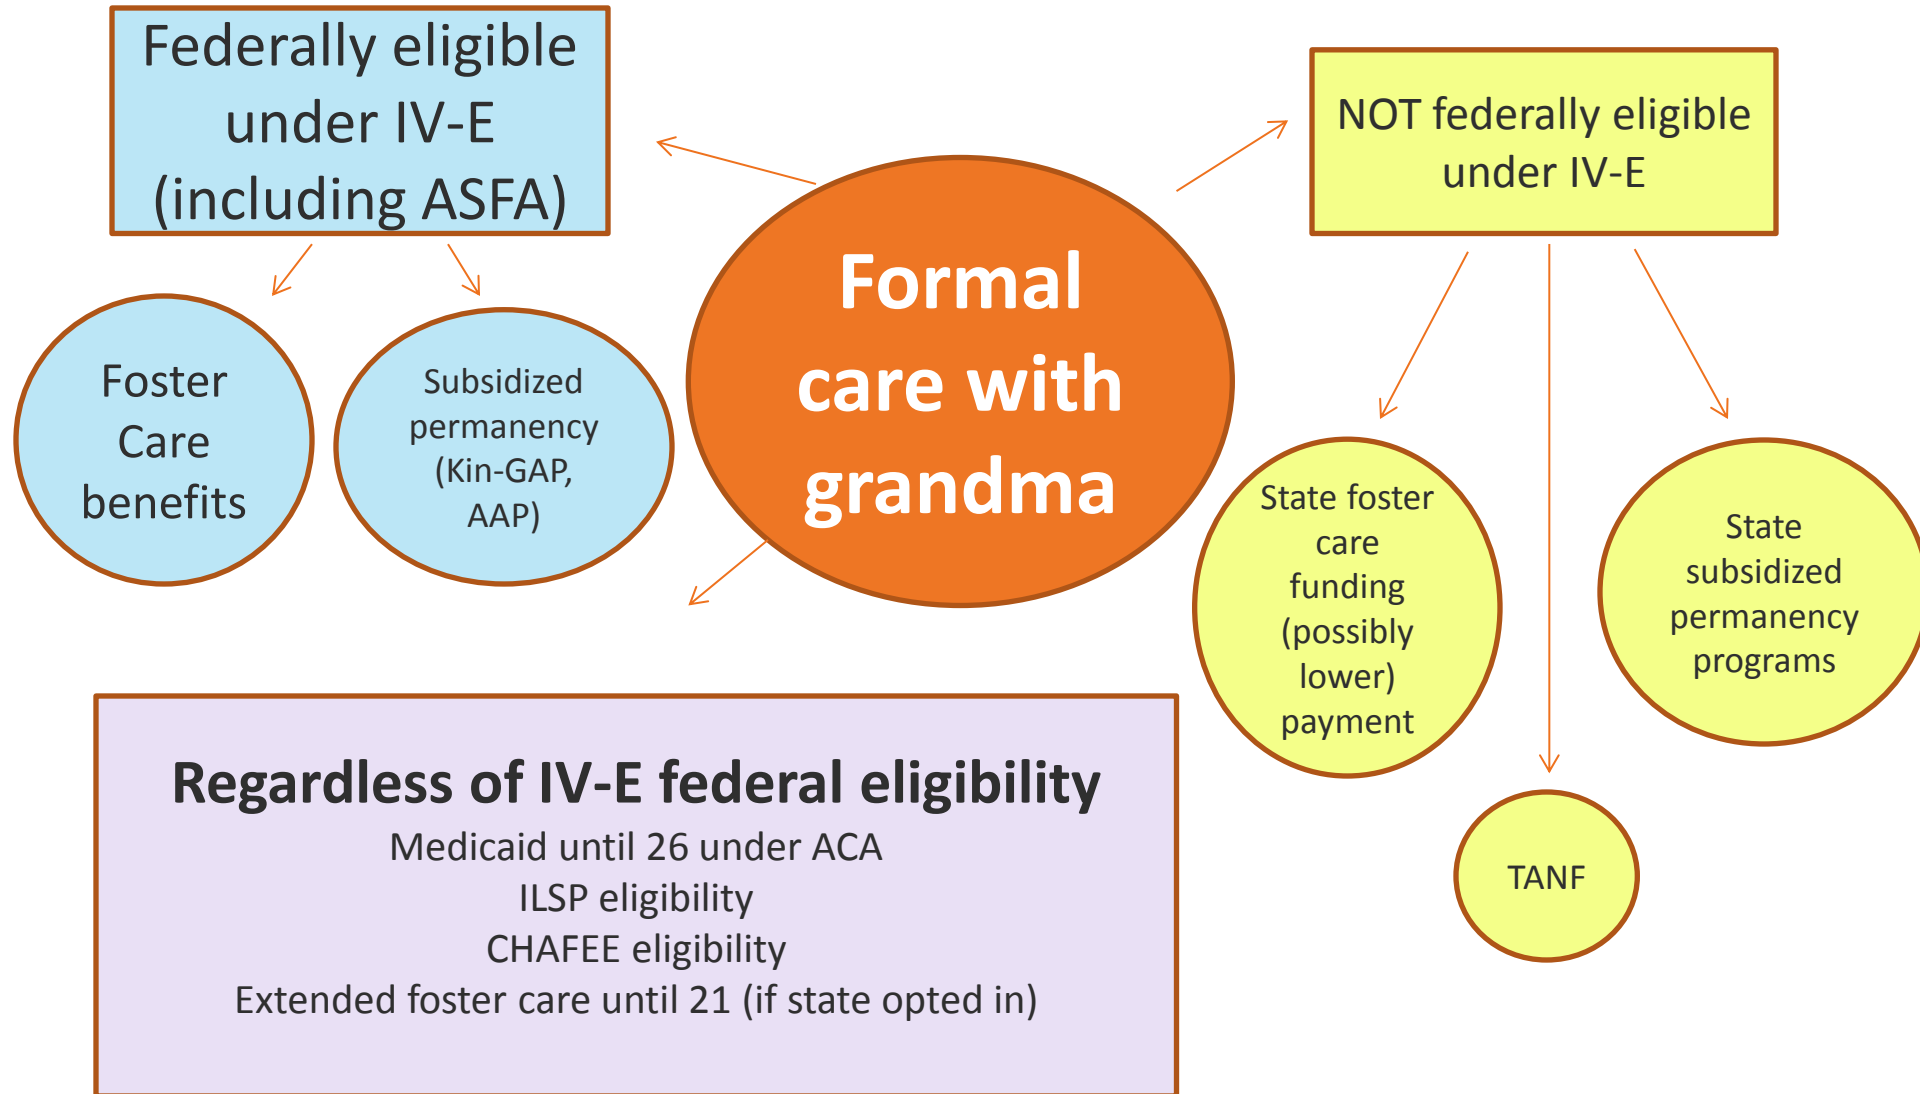 Federally eligible
under IV-E
(including ASFA)
NOT federally eligible
under IV-E
Formal
care with
grandma
Foster
Care
benefits
Subsidized
permanency
(Kin-GAP,
AAP)
State foster
care
funding
(possibly
lower)
payment
State
subsidized
permanency
programs
TANF
Regardless of IV-E federal eligibility
Medicaid until 26 under ACA
ILSP eligibility
CHAFEE eligibility
Extended foster care until 21 (if state opted in)